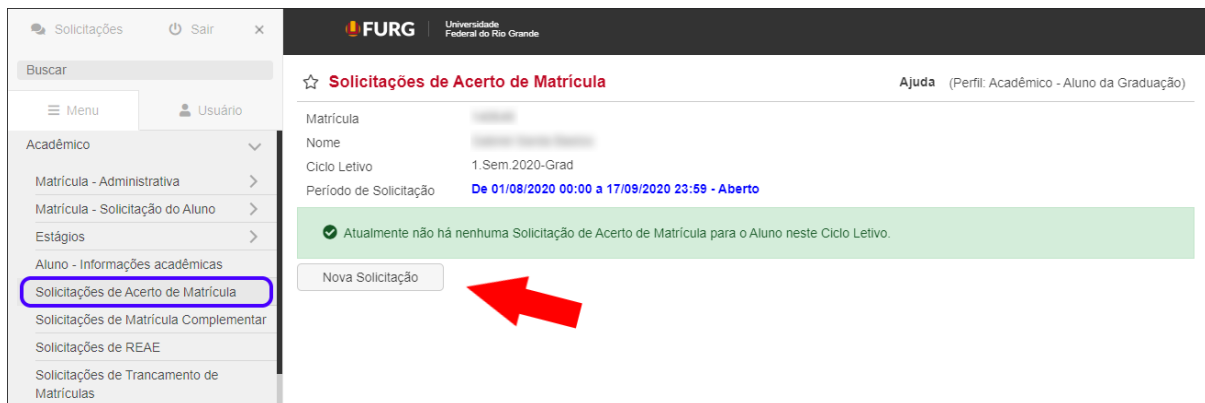 Solicitações Sair ×
Buscar
Menu Usuário
Acadêmico
Matrícula - Administrativa
Matrícula - Solicitação do Aluno
Estágios
Aluno - Informações acadêmicas
Solicitações de Acerto de Matrícula
Solicitações de Matrícula Complementar
Solicitações de REAE
Solicitações de Trancamento de
Matrículas
FURG
Universidade
Federal do Rio Grande
Solicitações de Acerto de Matrícula
Ajuda (Perfil: Acadêmico - Aluno da Graduação)
Matrícula
Nome
Ciclo Letivo 1.Sem.2020-Grad
Período de Solicitação De 01/08/2020 00:00 a 17/09/2020 23:59 - Aberto
Atualmente não há nenhuma Solicitação de Acerto de Matrícula para o Aluno neste Ciclo Letivo.
Nova Solicitação